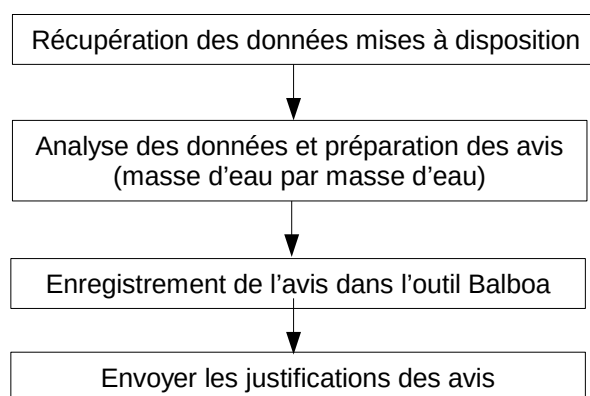 Récupération des données mises à disposition
Analyse des données et préparation des avis
(masse d’eau par masse d’eau)
Enregistrement de l’avis dans l’outil Balboa
Envoyer les justifications des avis